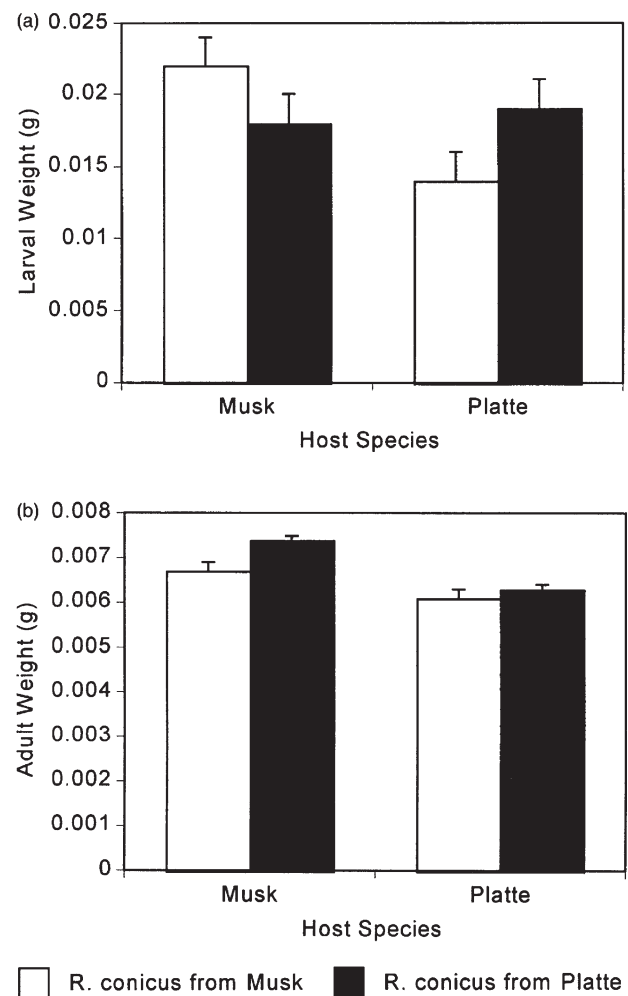 (a)
0.025
0.02
0.015
0.01
0.005
0
Larval Weight (g)
Musk
Platte
Host Species
(b)
0.008
0.007
0.006
0.005
0.004
0.003
0.002
0.001
0
Adult Weight (g)
Musk
Platte
Host Species
R. conicus from Musk
R. conicus from Platte